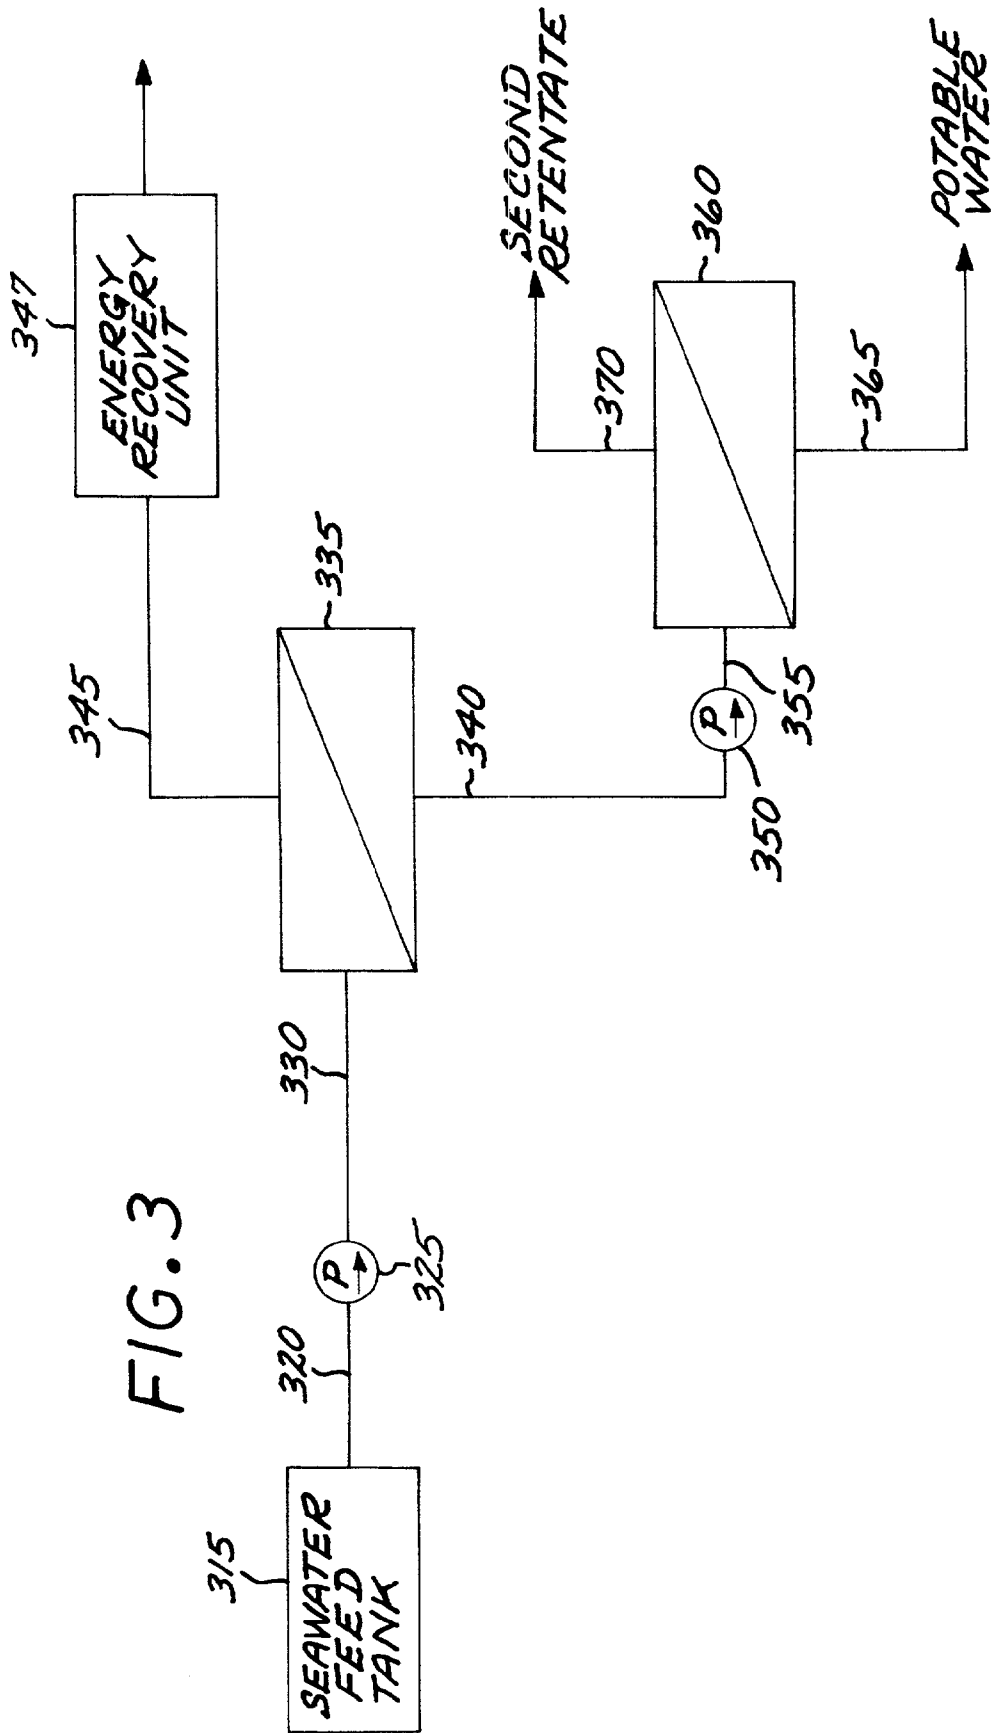 FIG. 3
315
SEAWATER
FEED
TANK
320
P
325
330
335
345
347
ENERGY
RECOVERY
UNIT
340
350
P
355
360
370
SECOND
RETENTATE
365
POTABLE
WATER